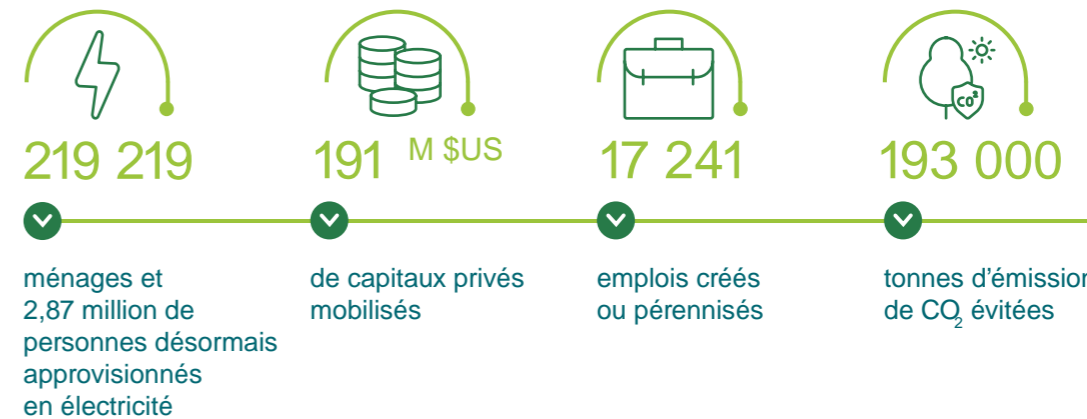 CO²
219 219
191 M $US
17 241
193 000
ménages et
2,87 million de
personnes désormais
approvisionnés
en électricité
de capitaux privés
mobilisés
emplois créés
ou pérennisés
tonnes d'émission
de CO₂ évitées